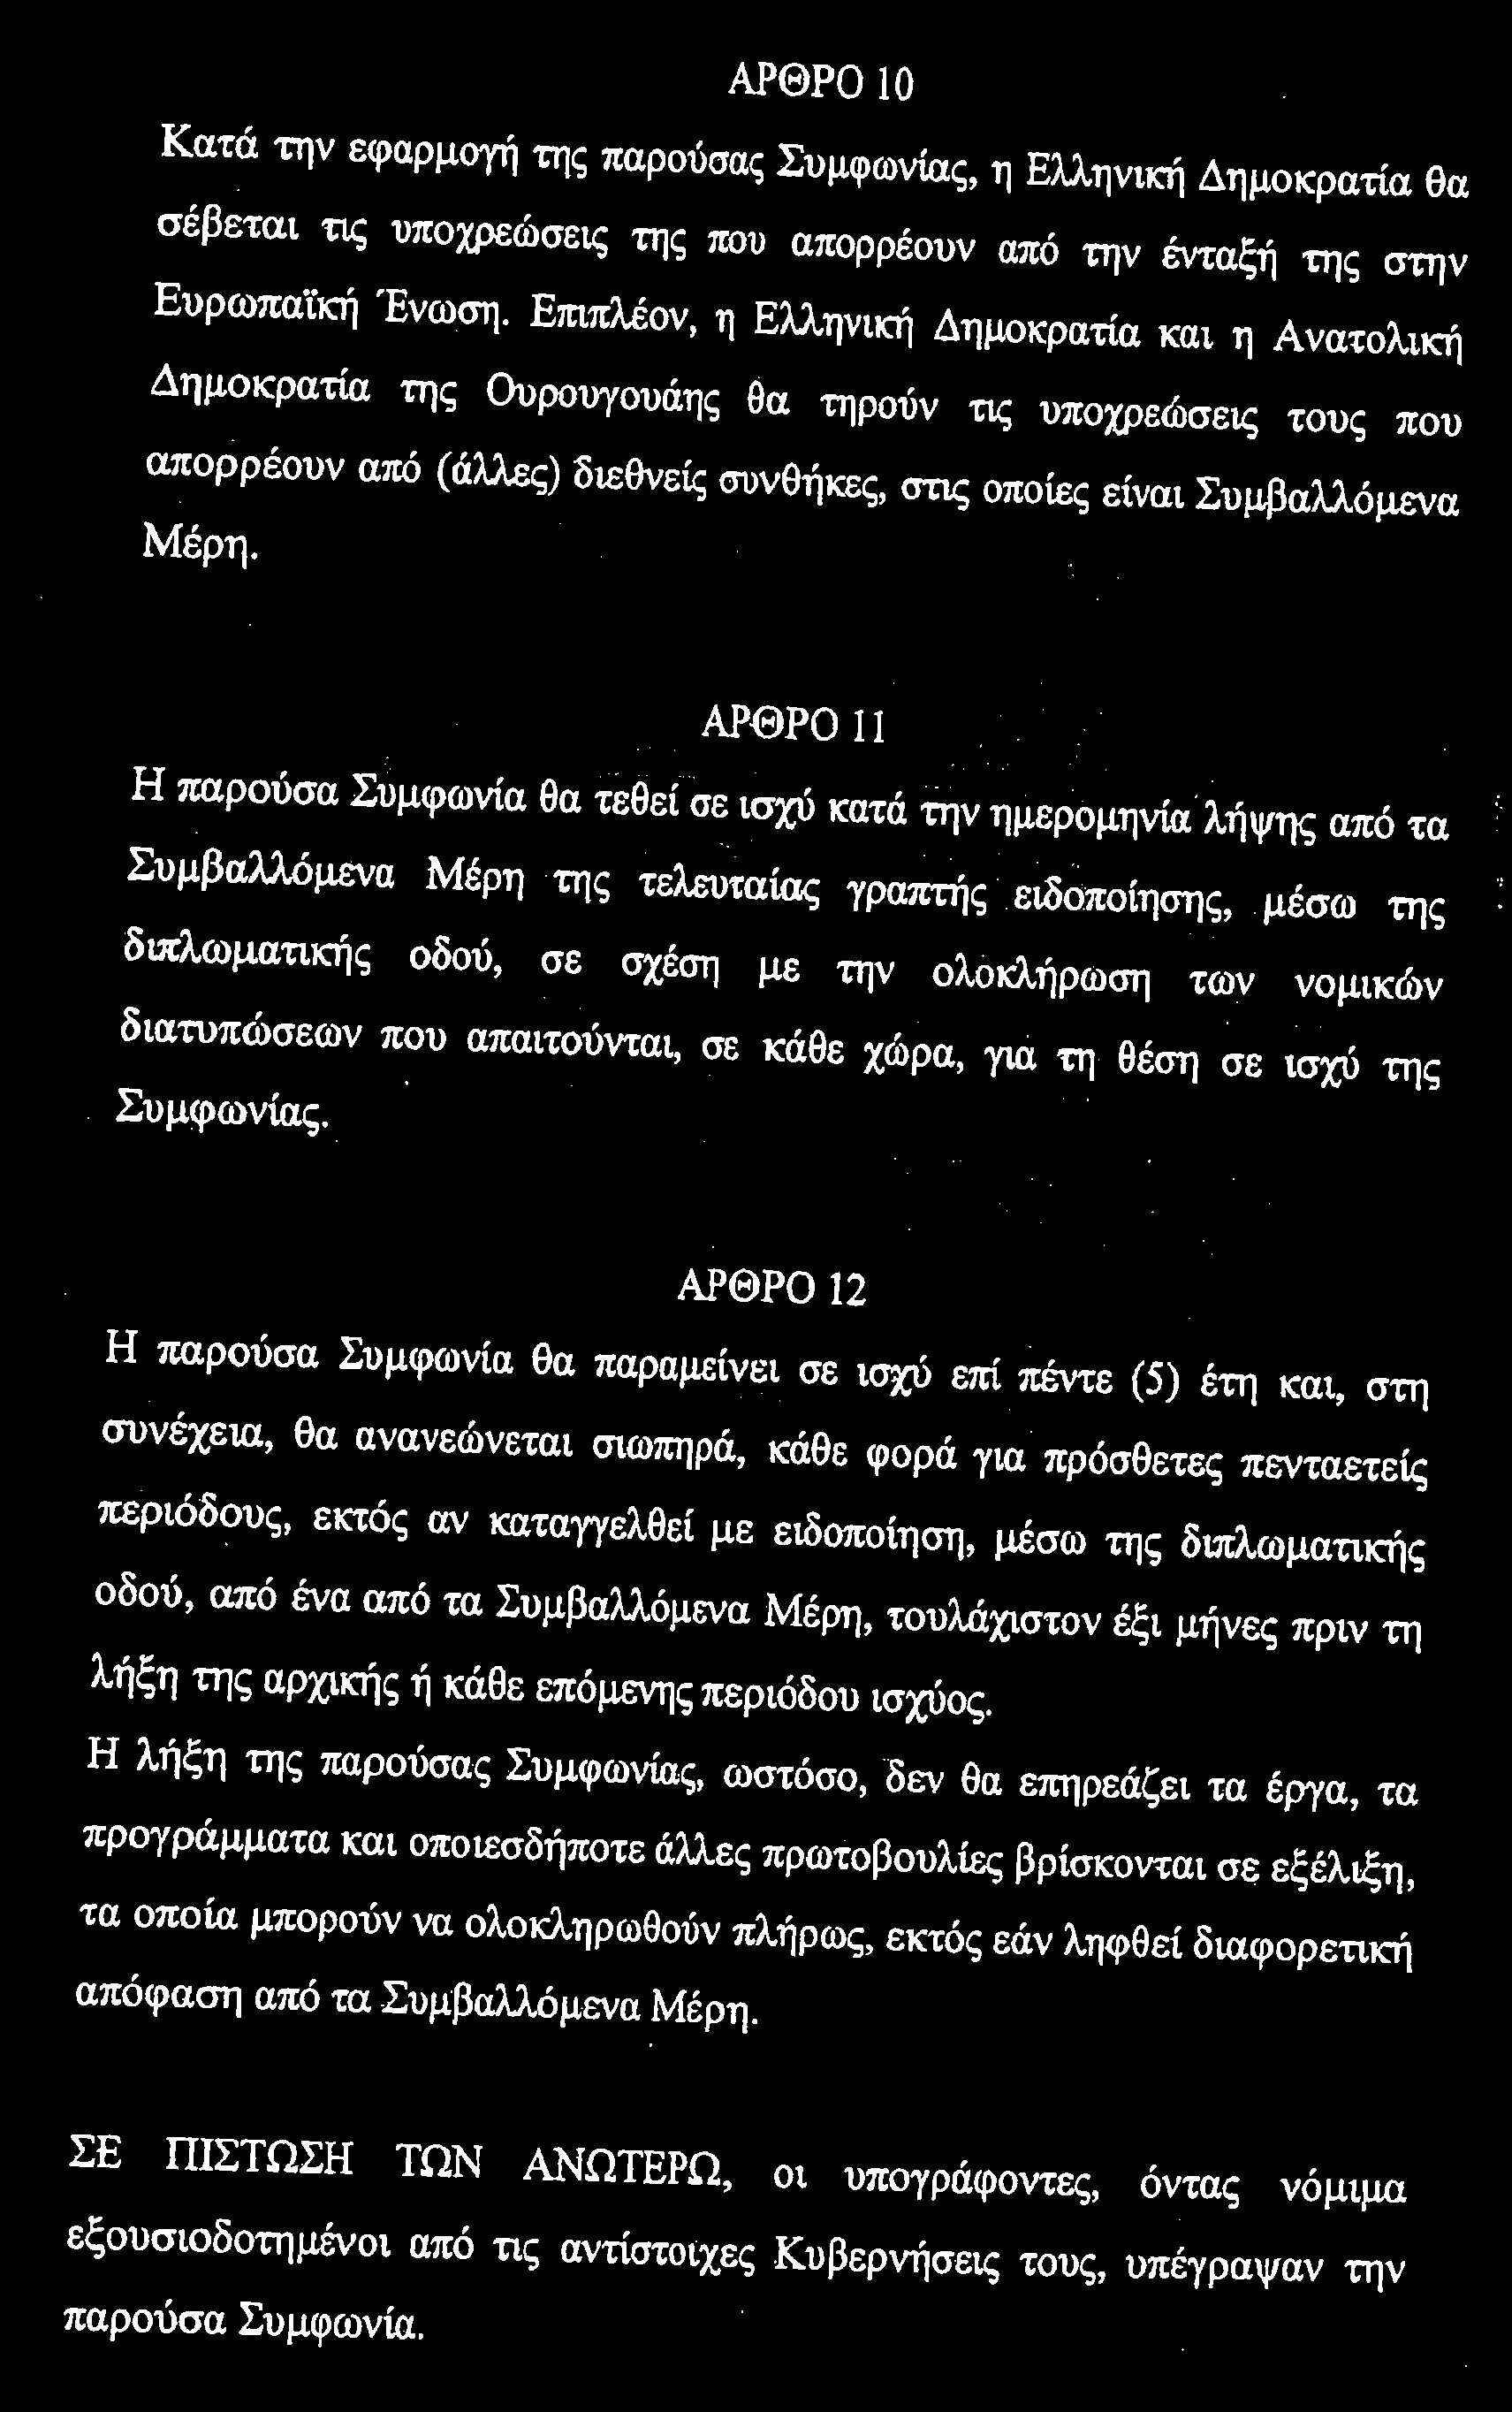 ΑΡΘΡΟ 10
Κατά την εφαρμογή της παρούσας Συμφωνίας, η Ελληνική Δημοκρατία θα
σέβεται τις υποχρεώσεις της που απορρέουν από την ένταξή της στην
Ευρωπαϊκή Ένωση. Επιπλέον, η Ελληνική Δημοκρατία και η Ανατολική
Δημοκρατία της Ουρουγουάης θα τηρούν τις υποχρεώσεις τους που
απορρέουν από (άλλες) διεθνείς συνθήκες, στις οποίες είναι Συμβαλλόμενα
Μέρη.
ΑΡΘΡΟ 11
Η παρούσα Συμφωνία θα τεθεί σε ισχύ κατά την ημερομηνία λήψης από τα
Συμβαλλόμενα Μέρη της τελευταίας γραπτής ειδοποίησης, μέσω της
διπλωματικής οδού, σε σχέση με την ολοκλήρωση των νομικών
διατυπώσεων που απαιτούνται, σε κάθε χώρα, για τη θέση σε ισχύ της
Συμφωνίας.
ΑΡΘΡΟ 12
Η παρούσα Συμφωνία θα παραμείνει σε ισχύ επί πέντε (5) έτη και, στη
συνέχεια, θα ανανεώνεται σιωπηρά, κάθε φορά για πρόσθετες πενταετείς
περιόδους, εκτός αν καταγγελθεί με ειδοποίηση, μέσω της διπλωματικής
οδού, από ένα από τα Συμβαλλόμενα Μέρη, τουλάχιστον έξι μήνες πριν τη
λήξη της αρχικής ή κάθε επόμενης περιόδου ισχύος.
Η λήξη της παρούσας Συμφωνίας, ωστόσο, δεν θα επηρεάζει τα έργα, τα
προγράμματα και οποιεσδήποτε άλλες πρωτοβουλίες βρίσκονται σε εξέλιξη,
τα οποία μπορούν να ολοκληρωθούν πλήρως, εκτός εάν ληφθεί διαφορετική
απόφαση από τα Συμβαλλόμενα Μέρη.
ΣΕ ΠΙΣΤΩΣΗ ΤΩΝ ΑΝΩΤΕΡΩ, οι υπογράφοντες, όντας νόμιμα
εξουσιοδοτημένοι από τις αντίστοιχες Κυβερνήσεις τους, υπέγραψαν την
παρούσα Συμφωνία.